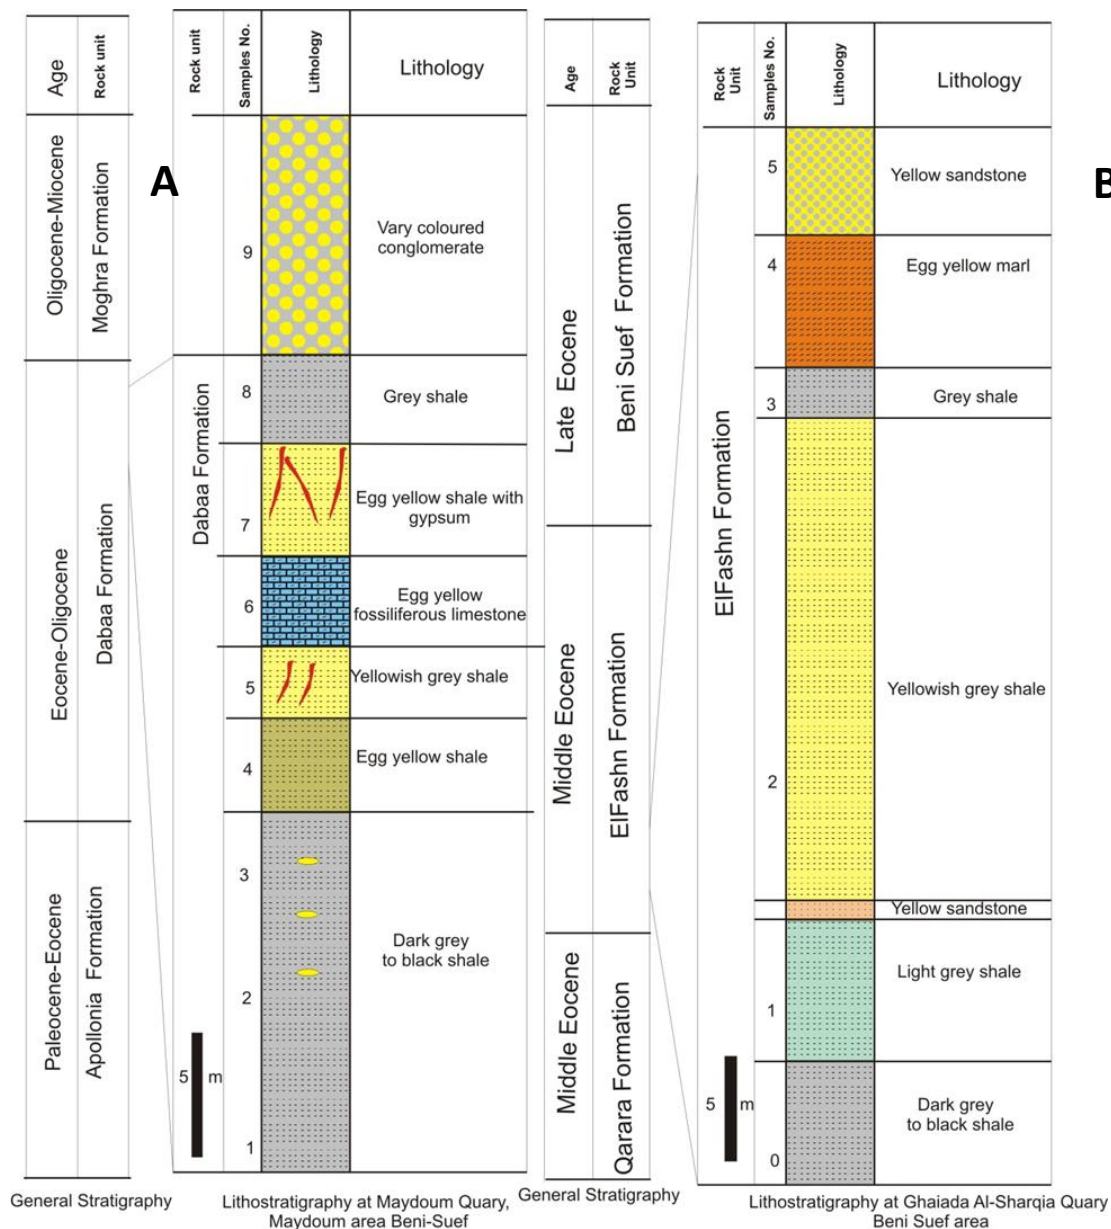 Age
Rock unit
Oligocene-Miocene
Moghra Formation
Eocene-Oligocene
Dabaa Formation
Paleocene-Eocene
Apollonia Formation
General Stratigraphy
A
Rock unit
Samples No.
Lithology
Lithology
Dabaa Formation
9
Vary coloured
conglomerate
8
Grey shale
7
Egg yellow shale with
gypsum
6
Egg yellow
fossiliferous limestone
5
Yellowish grey shale
4
Egg yellow shale
3
2
Dark grey
to black shale
1
5 m
Lithostratigraphy at Maydoum Quary,
Maydoum area Beni-Suef
Age
Rock
Unit
Late Eocene
Beni Suef Formation
Middle Eocene
ElFashn Formation
Middle Eocene
Qarara Formation
General Stratigraphy
B
Rock
Unit
Samples No.
Lithology
Lithology
ElFashn Formation
5
Yellow sandstone
4
Egg yellow marl
3
Grey shale
2
Yellowish grey shale
Yellow sandstone
1
Light grey shale
0
Dark grey
to black shale
5 m
Lithostratigraphy at Ghaiada Al-Sharqia Quary
Beni Suef area